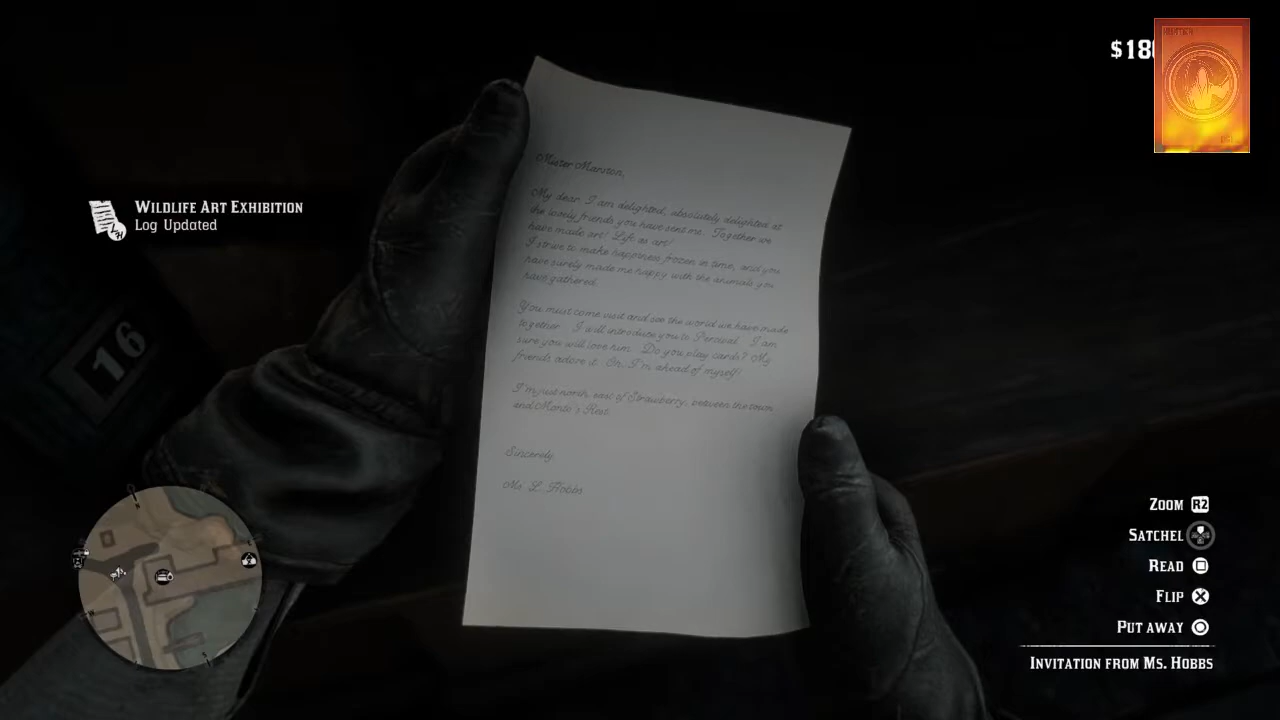 $18
WILDLIFE ART EXHIBITION
Log Updated
Mister Marston,
My dear, I am delighted, absolutely delighted at
the lovely friends you have sent me. Together we
have made art! Life as art!
I strive to make happiness frozen in time, and you
have surely made me happy with the animals you
have gathered.
You must come visit and see the world we have made
together. I will introduce you to Percival. I am
sure you will love him. Do you play cards? My
friends adore it. Oh, I'm ahead of myself!
I'm just north, east of Strawberry, between the town
and Manto's Rest.
Sincerely
Ms. L. Hobbs
16
ZOOM R2
SATCHEL
READ
FLIP
PUT AWAY
INVITATION FROM MS. HOBBS